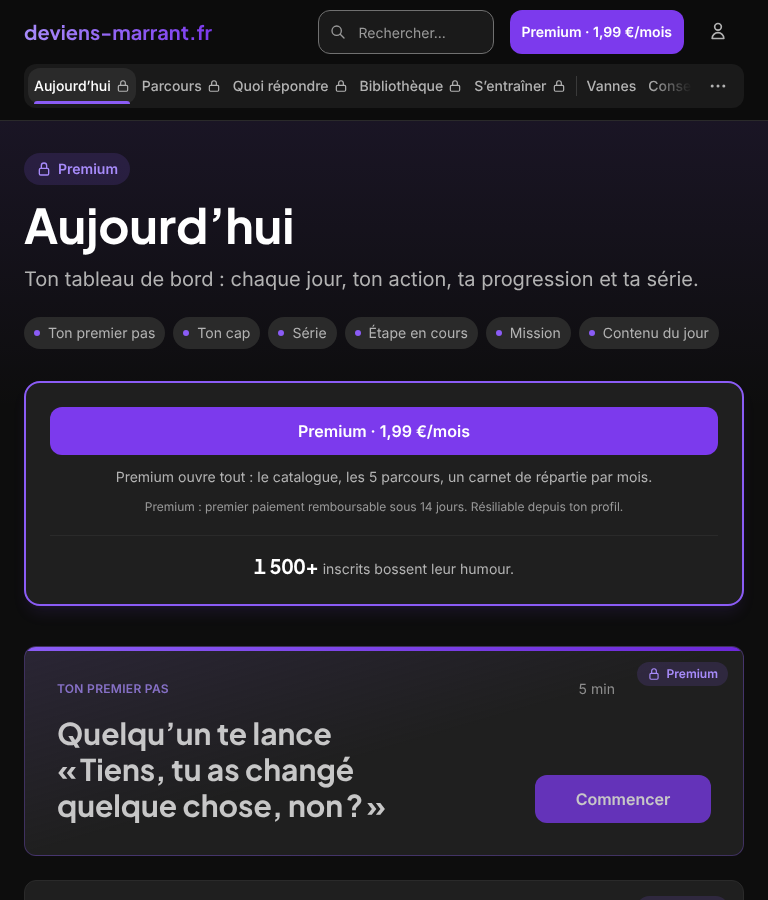 deviens-marrant.fr
Rechercher...
Premium · 1,99 €/mois
Aujourd’hui
Parcours
Quoi répondre
Bibliothèque
S’entraîner
Vannes
Conse
Premium
Aujourd’hui
Ton tableau de bord : chaque jour, ton action, ta progression et ta série.
Ton premier pas
Ton cap
Série
Étape en cours
Mission
Contenu du jour
Premium · 1,99 €/mois
Premium ouvre tout : le catalogue, les 5 parcours, un carnet de répartie par mois.
Premium : premier paiement remboursable sous 14 jours. Résiliable depuis ton profil.
1 500+ inscrits bossent leur humour.
Premium
TON PREMIER PAS
5 min
Quelqu’un te lance
« Tiens, tu as changé
quelque chose, non ? »
Commencer